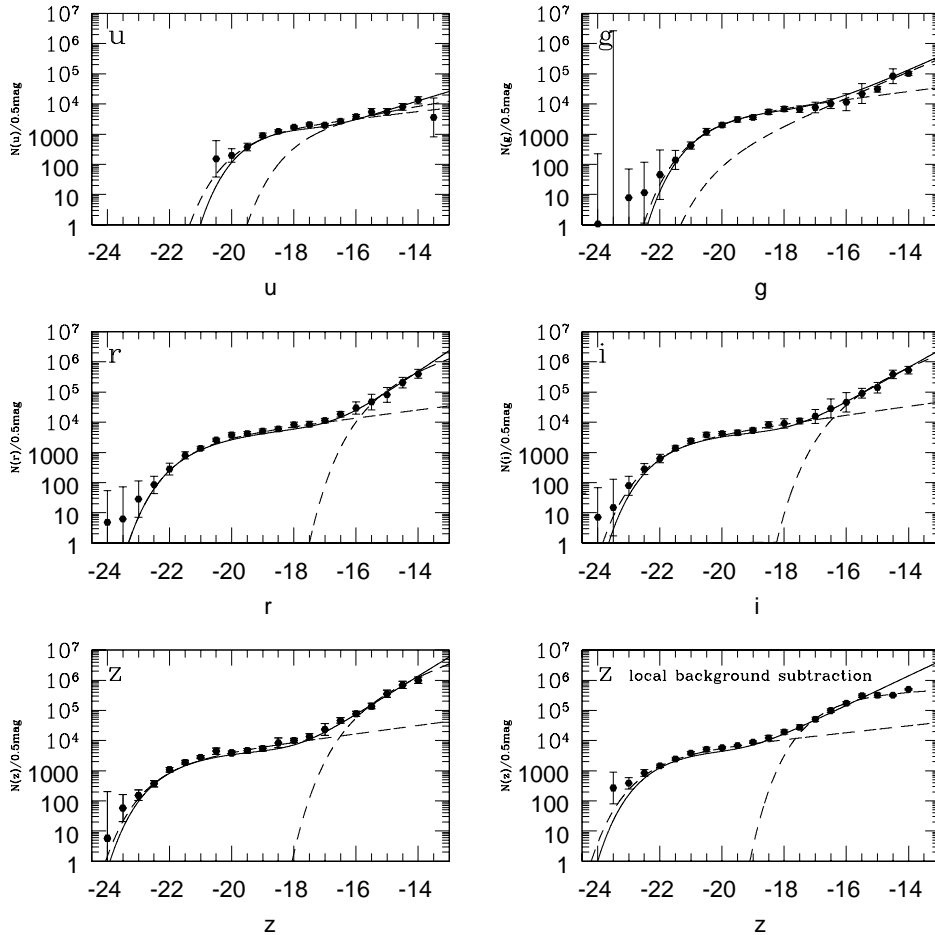 10⁷
10⁶
10⁵
10⁴
1000
100
10
1
N(u)/0.5mag
u
-24 -22 -20 -18 -16 -14
u
10⁷
10⁶
10⁵
10⁴
1000
100
10
1
N(g)/0.5mag
g
-24 -22 -20 -18 -16 -14
g
10⁷
10⁶
10⁵
10⁴
1000
100
10
1
N(r)/0.5mag
r
-24 -22 -20 -18 -16 -14
r
10⁷
10⁶
10⁵
10⁴
1000
100
10
1
N(i)/0.5mag
i
-24 -22 -20 -18 -16 -14
i
10⁷
10⁶
10⁵
10⁴
1000
100
10
1
N(z)/0.5mag
z
-24 -22 -20 -18 -16 -14
z
10⁷
10⁶
10⁵
10⁴
1000
100
10
1
N(z)/0.5mag
z local background subtraction
-24 -22 -20 -18 -16 -14
z